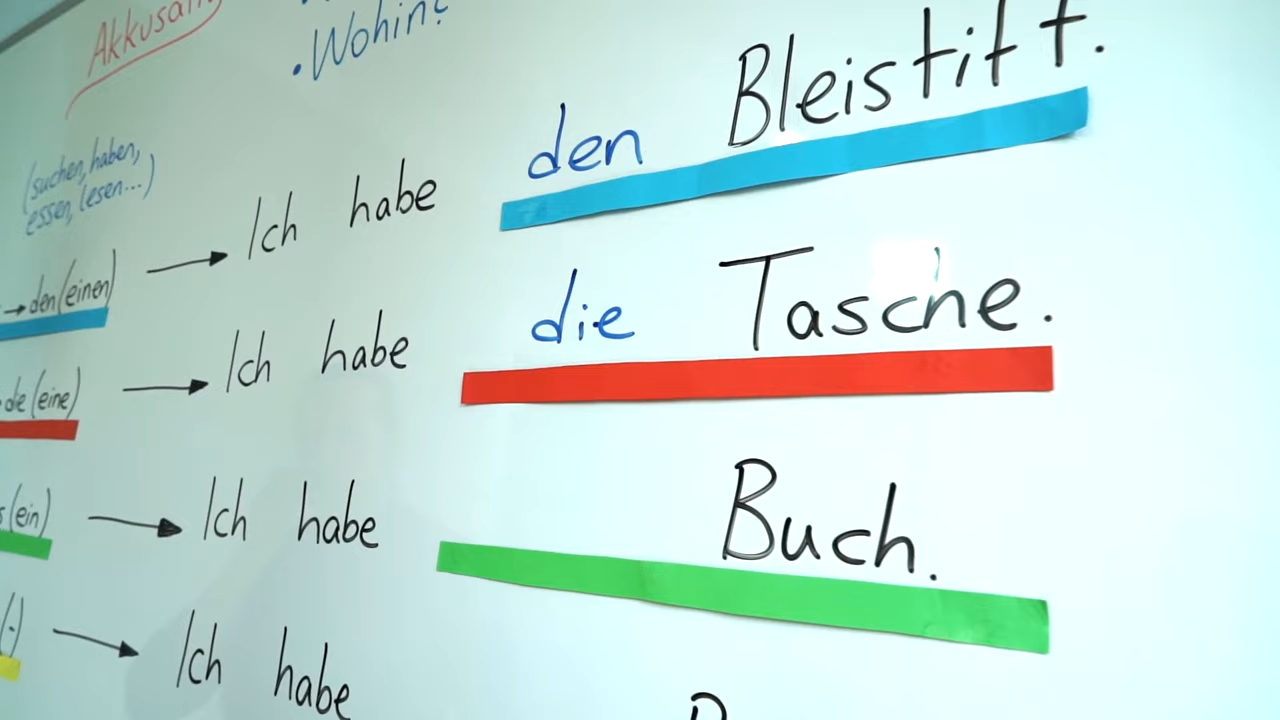 Wohin?
(suchen, haben,
essen, lesen...)
→ den (einen) → Ich habe den Bleistift.
die (eine) → Ich habe die Tasche.
(ein) → Ich habe Buch.
(-) → Ich habe